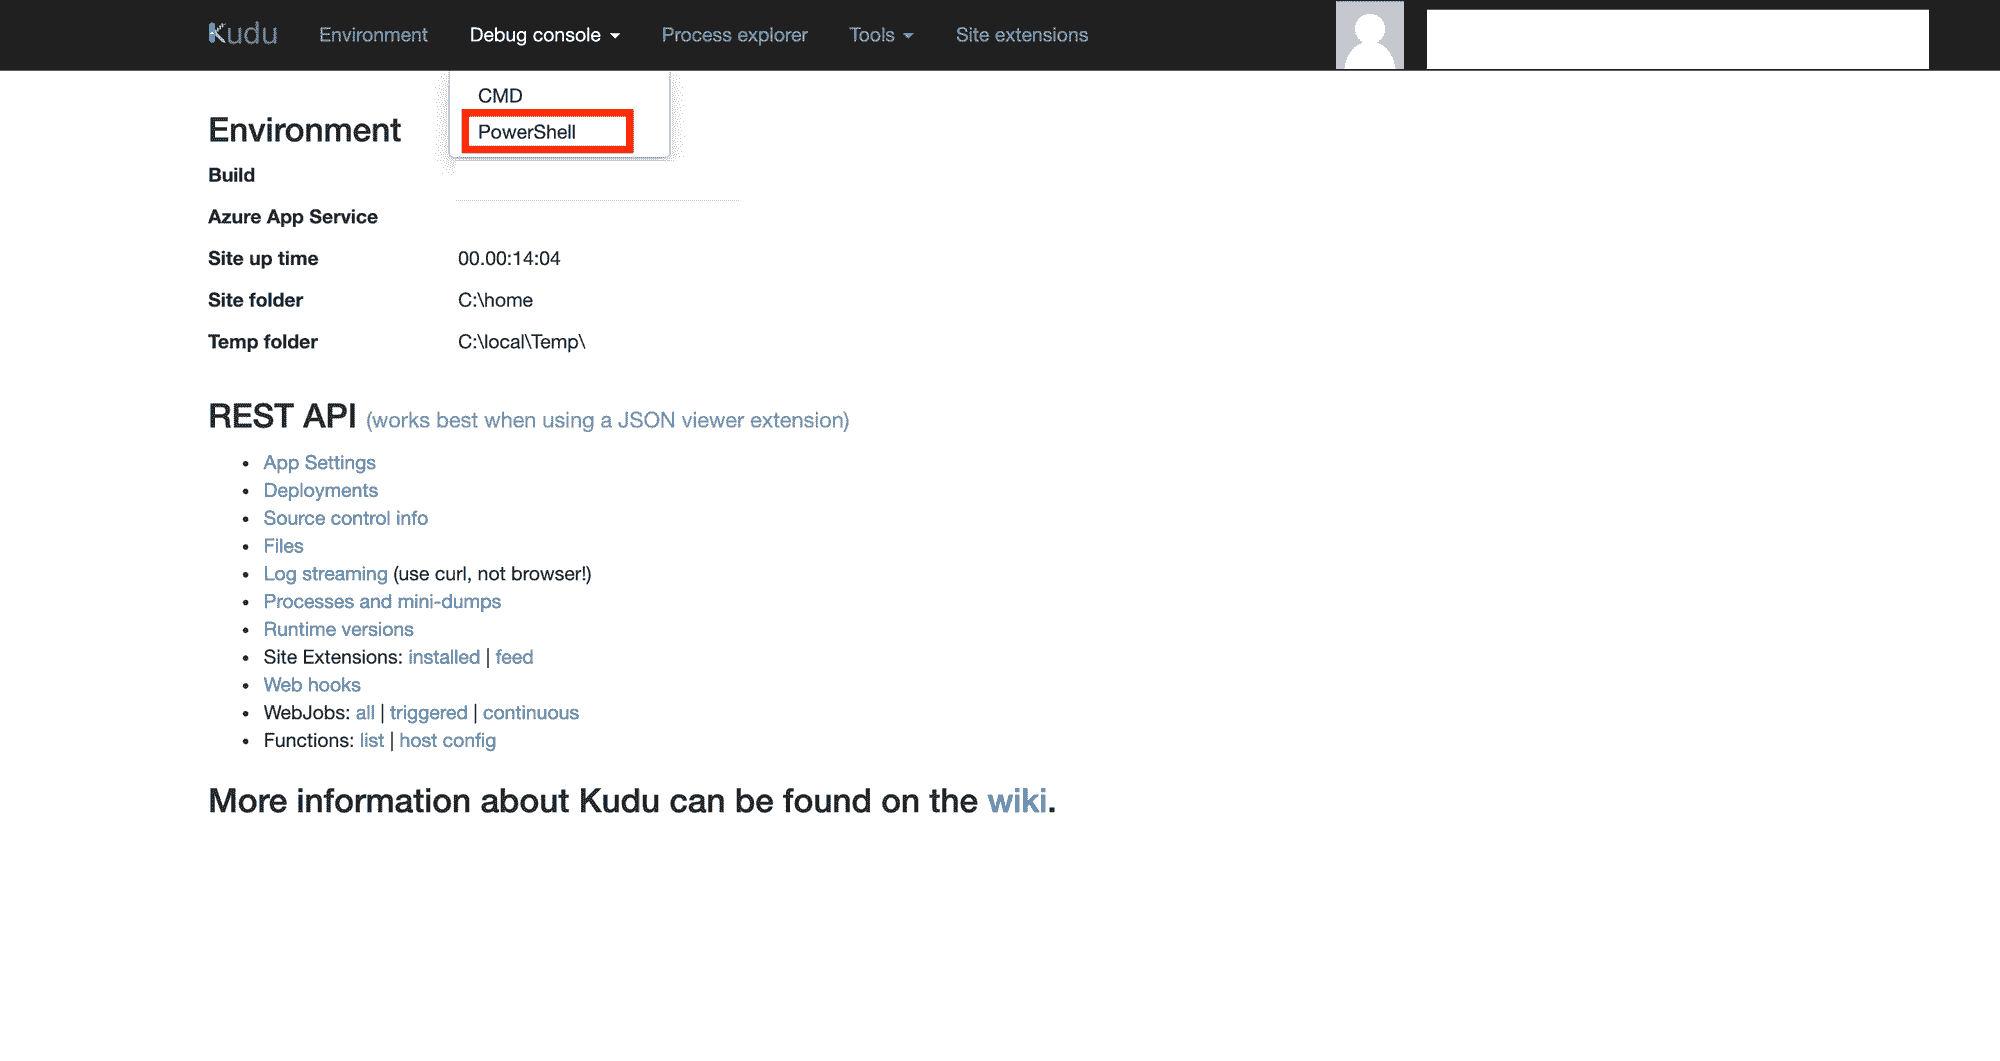 Kudu Environment Debug console Process explorer Tools Site extensions
CMD
PowerShell
Environment
Build
Azure App Service
Site up time 00.00:14:04
Site folder C:\home
Temp folder C:\local\Temp\
REST API (works best when using a JSON viewer extension)
• App Settings
• Deployments
• Source control info
• Files
• Log streaming (use curl, not browser!)
• Processes and mini-dumps
• Runtime versions
• Site Extensions: installed | feed
• Web hooks
• WebJobs: all | triggered | continuous
• Functions: list | host config
More information about Kudu can be found on the wiki.